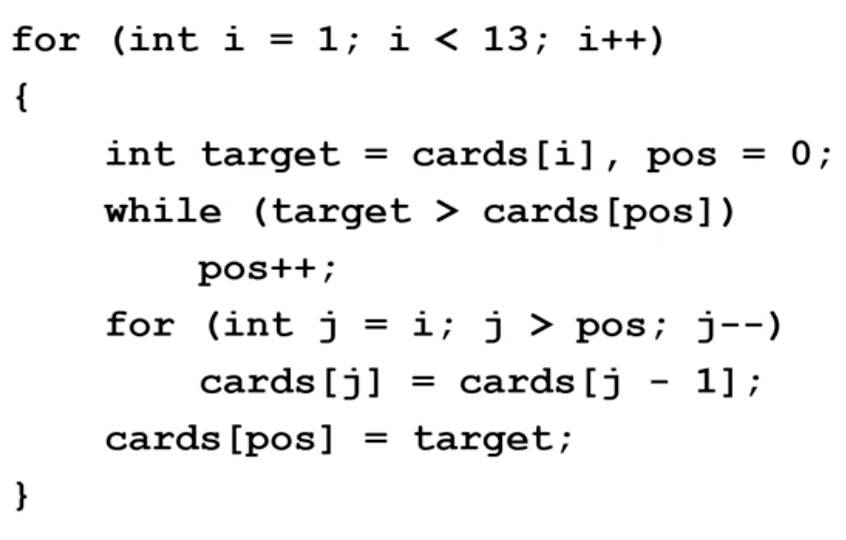 for (int i = 1; i < 13; i++)
{
    int target = cards[i], pos = 0;
    while (target > cards[pos])
        pos++;
    for (int j = i; j > pos; j--)
        cards[j] = cards[j - 1];
    cards[pos] = target;
}